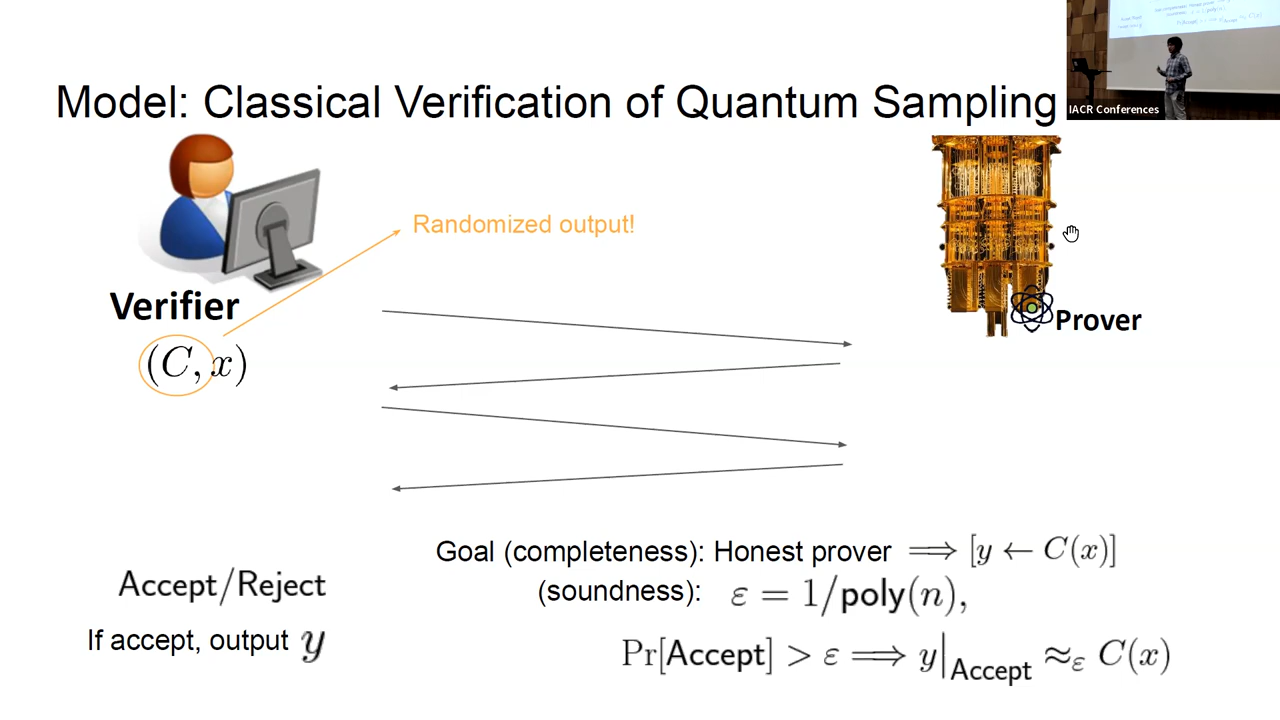 Model: Classical Verification of Quantum Sampling
IACR Conferences
Randomized output!
Verifier
Prover
(C, x)
Goal (completeness): Honest prover ⟹ [y ← C(x)]
(soundness): ε = 1/poly(n),
Accept/Reject
If accept, output y
Pr[Accept] > ε ⟹ y|Accept ≈ε C(x)